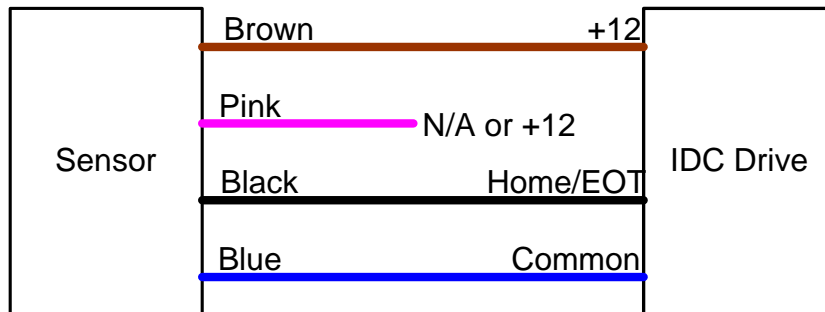 Brown +12
Pink
N/A or +12
Sensor IDC Drive
Black Home/EOT
Blue Common